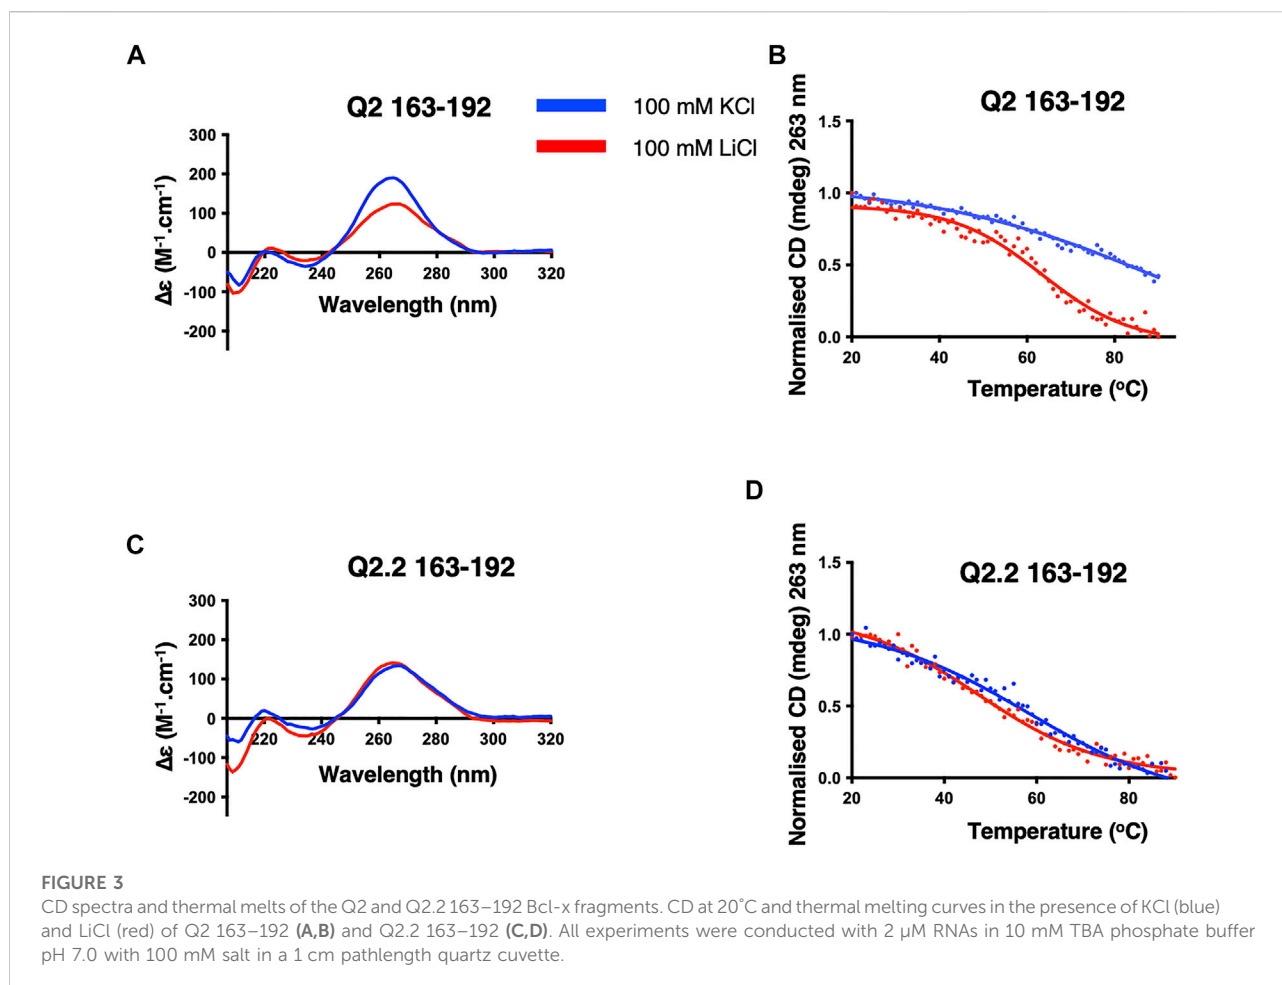 A
Q2 163-192
100 mM KCl
100 mM LiCl
300
200
100
0
-100
-200
220
240
260
280
300
320
Δε (M⁻¹.cm⁻¹)
Wavelength (nm)
B
Q2 163-192
1.5
1.0
0.5
0.0
20
40
60
80
Normalised CD (mdeg) 263 nm
Temperature (°C)
C
Q2.2 163-192
300
200
100
0
-100
-200
220
240
260
280
300
320
Δε (M⁻¹.cm⁻¹)
Wavelength (nm)
D
Q2.2 163-192
1.5
1.0
0.5
0.0
20
40
60
80
Normalised CD (mdeg) 263 nm
Temperature (°C)
FIGURE 3
CD spectra and thermal melts of the Q2 and Q2.2 163–192 Bcl-x fragments. CD at 20°C and thermal melting curves in the presence of KCl (blue)
and LiCl (red) of Q2 163–192 (A,B) and Q2.2 163–192 (C,D). All experiments were conducted with 2 µM RNAs in 10 mM TBA phosphate buffer
pH 7.0 with 100 mM salt in a 1 cm pathlength quartz cuvette.